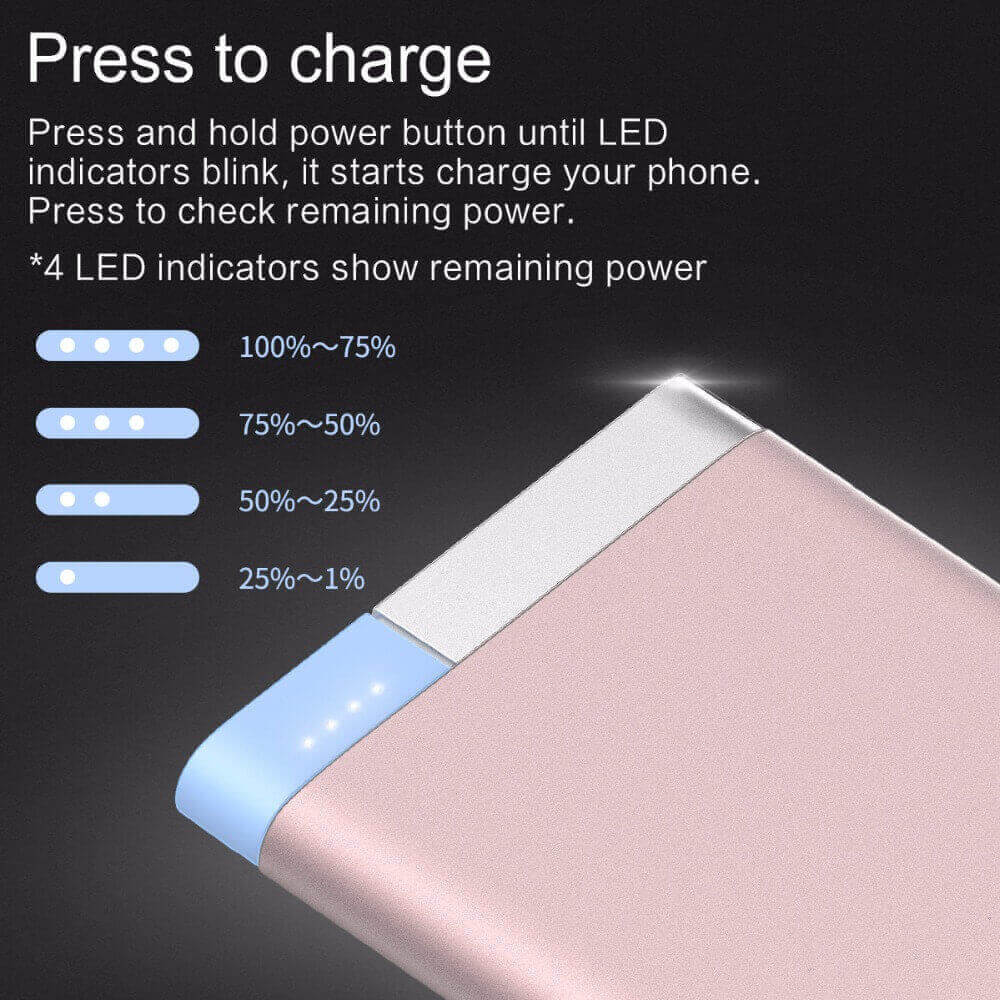 Press to charge
Press and hold power button until LED
indicators blink, it starts charge your phone.
Press to check remaining power.
*4 LED indicators show remaining power
100%～75%
75%～50%
50%～25%
25%～1%